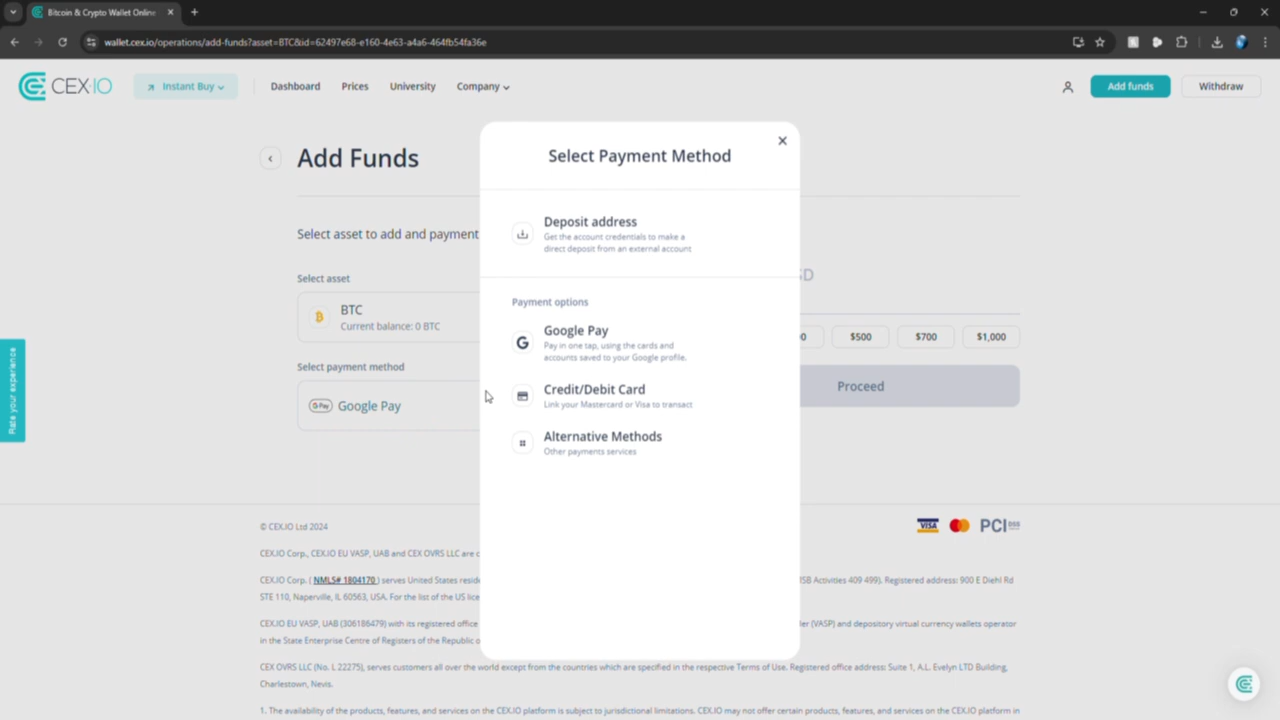 Bitcoin & Crypto Wallet Online
wallet.cex.io/operations/add-funds?asset=BTC&id=62497e68-e160-4e63-a4a6-464fb54fa36e
CEX.IO
Instant Buy
Dashboard
Prices
University
Company
Add funds
Withdraw
Add Funds
Select asset to add and payment
Select asset
BTC
Current balance: 0 BTC
Select payment method
G Pay
Google Pay
Rate your experience
Select Payment Method
Deposit address
Get the account credentials to make a
direct deposit from an external account
Payment options
Google Pay
Pay in one tap, using the cards and
accounts saved to your Google profile.
Credit/Debit Card
Link your Mastercard or Visa to transact
Alternative Methods
Other payments services
$500
$700
$1,000
Proceed
© CEX.IO Ltd 2024
VISA
PCI DSS
CEX.IO Corp., CEX.IO EU VASP, UAB and CEX OVRS LLC are
CEX.IO Corp. ( NMLS# 1804170 ) serves United States
Activities 409 499). Registered address: 900 E Diehl Rd
STE 110, Naperville, IL 60563, USA. For the list of the US
CEX.IO EU VASP, UAB (306186479) with its registered office
(VASP) and depository virtual currency wallets operator
in the State Enterprise Centre of Registers of the Republic
CEX OVRS LLC (No. L 22275), serves customers all over the world except from the countries which are specified in the respective Terms of Use. Registered office address: Suite 1, A.L. Evelyn LTD Building,
Charlestown, Nevis.
1. The availability of the products, features, and services on the CEX.IO platform is subject to jurisdictional limitations. CEX.IO may not offer certain products, features, and services on the CEX.IO platform in